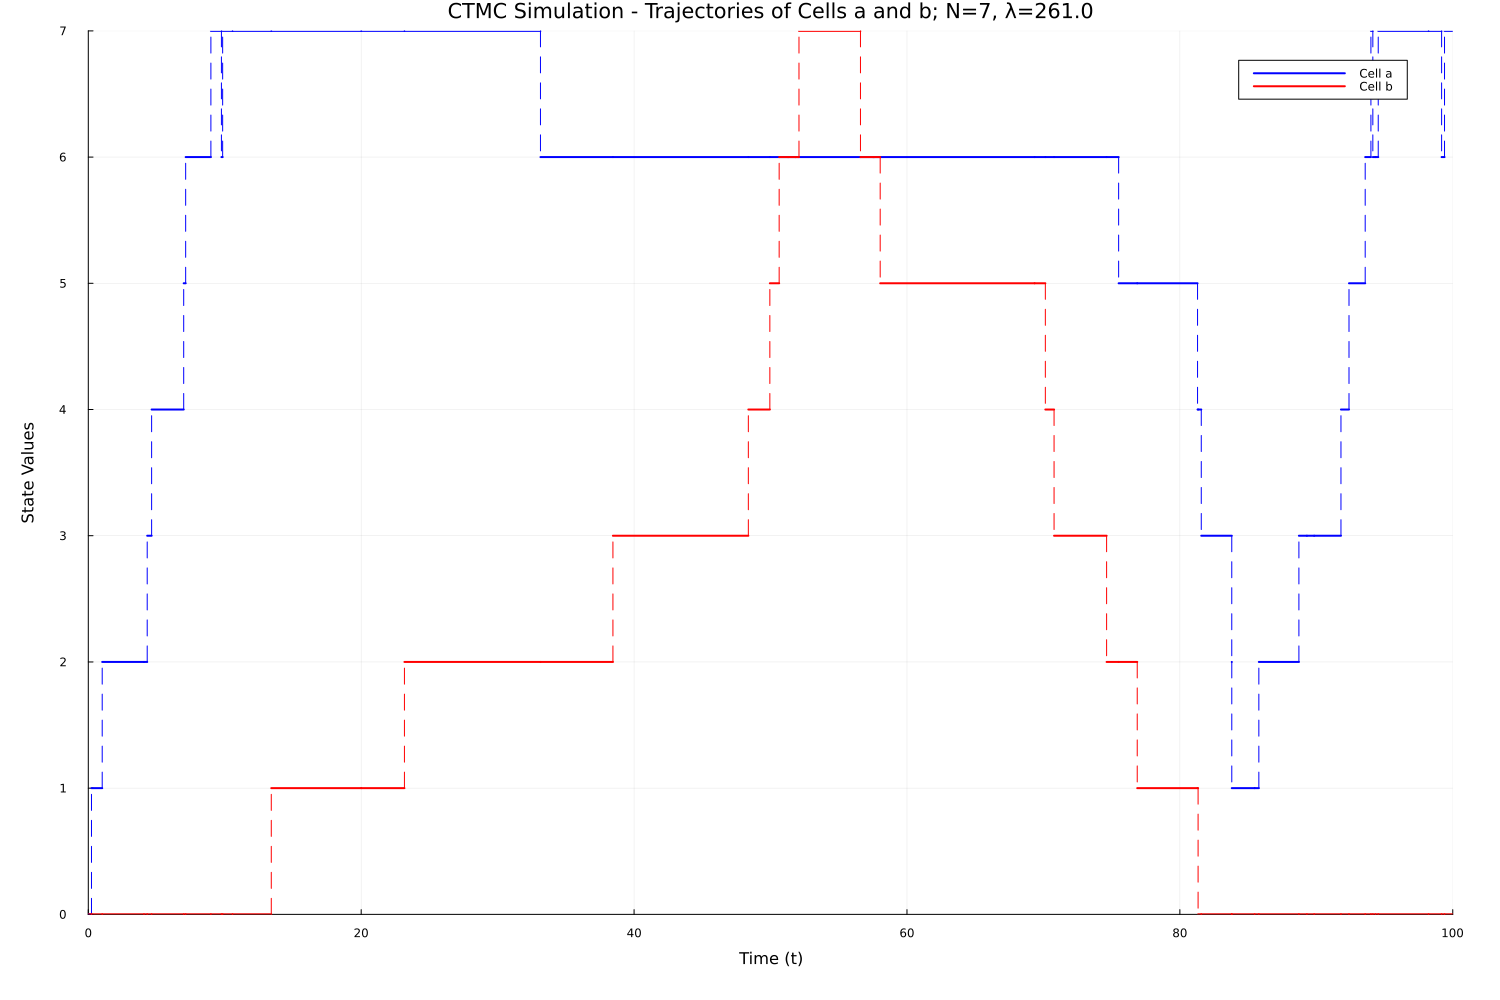 CTMC Simulation - Trajectories of Cells a and b; N=7, λ=261.0
7
Cell a
Cell b
6
5
4
State Values
3
2
1
0
0 20 40 60 80 100
Time (t)